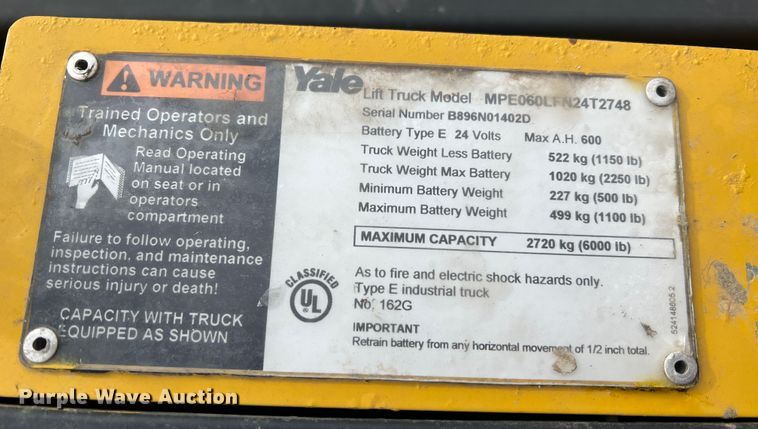 WARNING
Trained Operators and
Mechanics Only
Read Operating
Manual located
on seat or in
operators
compartment
Failure to follow operating,
inspection, and maintenance
instructions can cause
serious injury or death!
CAPACITY WITH TRUCK
EQUIPPED AS SHOWN
Yale
Lift Truck Model MPE060LFN24T2748
Serial Number B896N01402D
Battery Type E 24 Volts Max A.H. 600
Truck Weight Less Battery 522 kg (1150 lb)
Truck Weight Max Battery 1020 kg (2250 lb)
Minimum Battery Weight 227 kg (500 lb)
Maximum Battery Weight 499 kg (1100 lb)
MAXIMUM CAPACITY 2720 kg (6000 lb)
CLASSIFIED
UL
®
As to fire and electric shock hazards only.
Type E industrial truck
No. 162G
IMPORTANT
Retrain battery from any horizontal movement of 1/2 inch total.
524148605.2
Purple Wave Auction